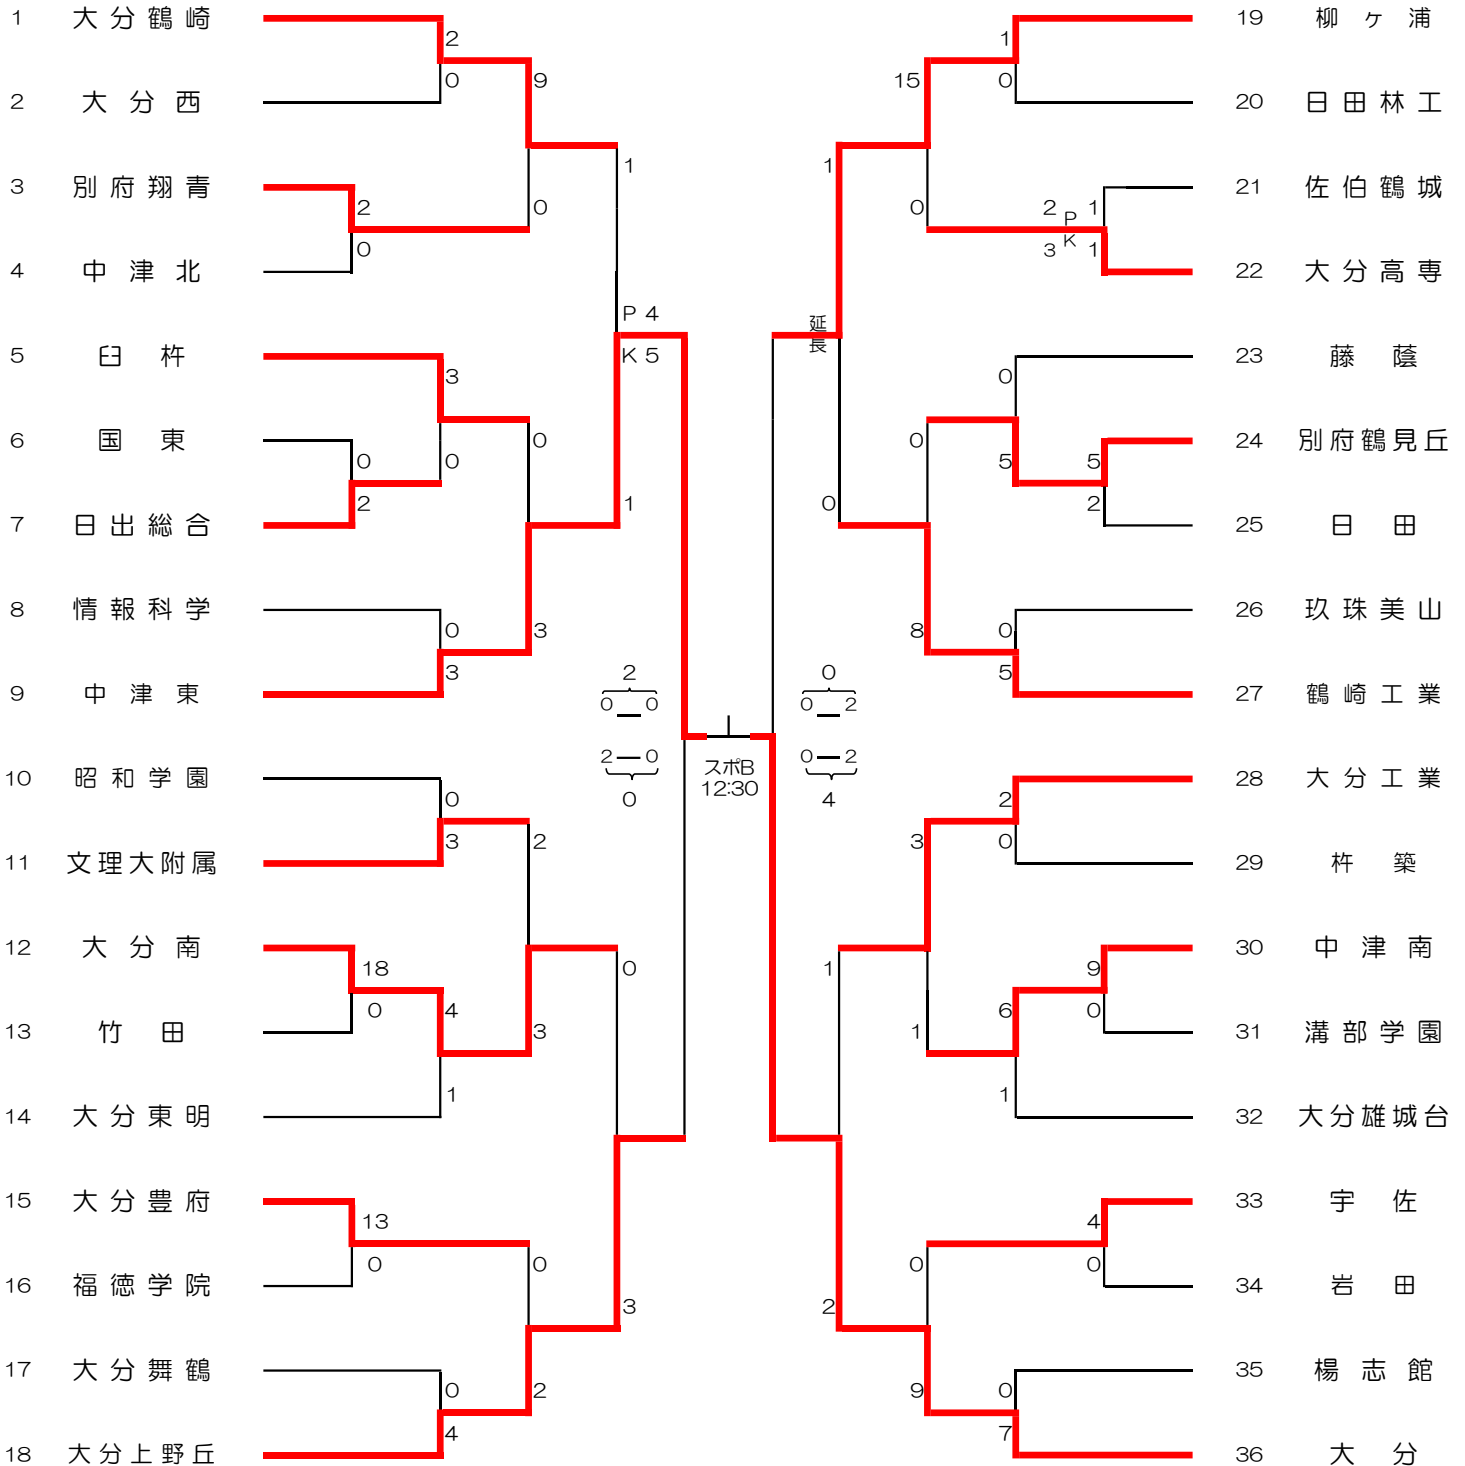 1 大分鶴崎
2 大分西
3 別府翔青
4 中津北
5 臼杵
6 国東
7 日出総合
8 情報科学
9 中津東
10 昭和学園
11 文理大附属
12 大分南
13 竹田
14 大分東明
15 大分豊府
16 福徳学院
17 大分舞鶴
18 大分上野丘
2
0
9
2
0
0
1
3
0
2
0
0
0
3
3
1
P 4
K 5
0
3
2
18
0
4
1
3
0
13
0
0
0
4
2
3
2
0 0
2 0
0
スポB
12:30
0
0 2
0 2
4
1
0
15
2 P 1
3 K 1
0
1
延長
0
5
5
2
0
0
5
8
0
2
0
3
9
0
6
1
1
1
4
0
0
0
7
9
2
19 柳ヶ浦
20 日田林工
21 佐伯鶴城
22 大分高専
23 藤蔭
24 別府鶴見丘
25 日田
26 玖珠美山
27 鶴崎工業
28 大分工業
29 杵築
30 中津南
31 溝部学園
32 大分雄城台
33 宇佐
34 岩田
35 楊志館
36 大分